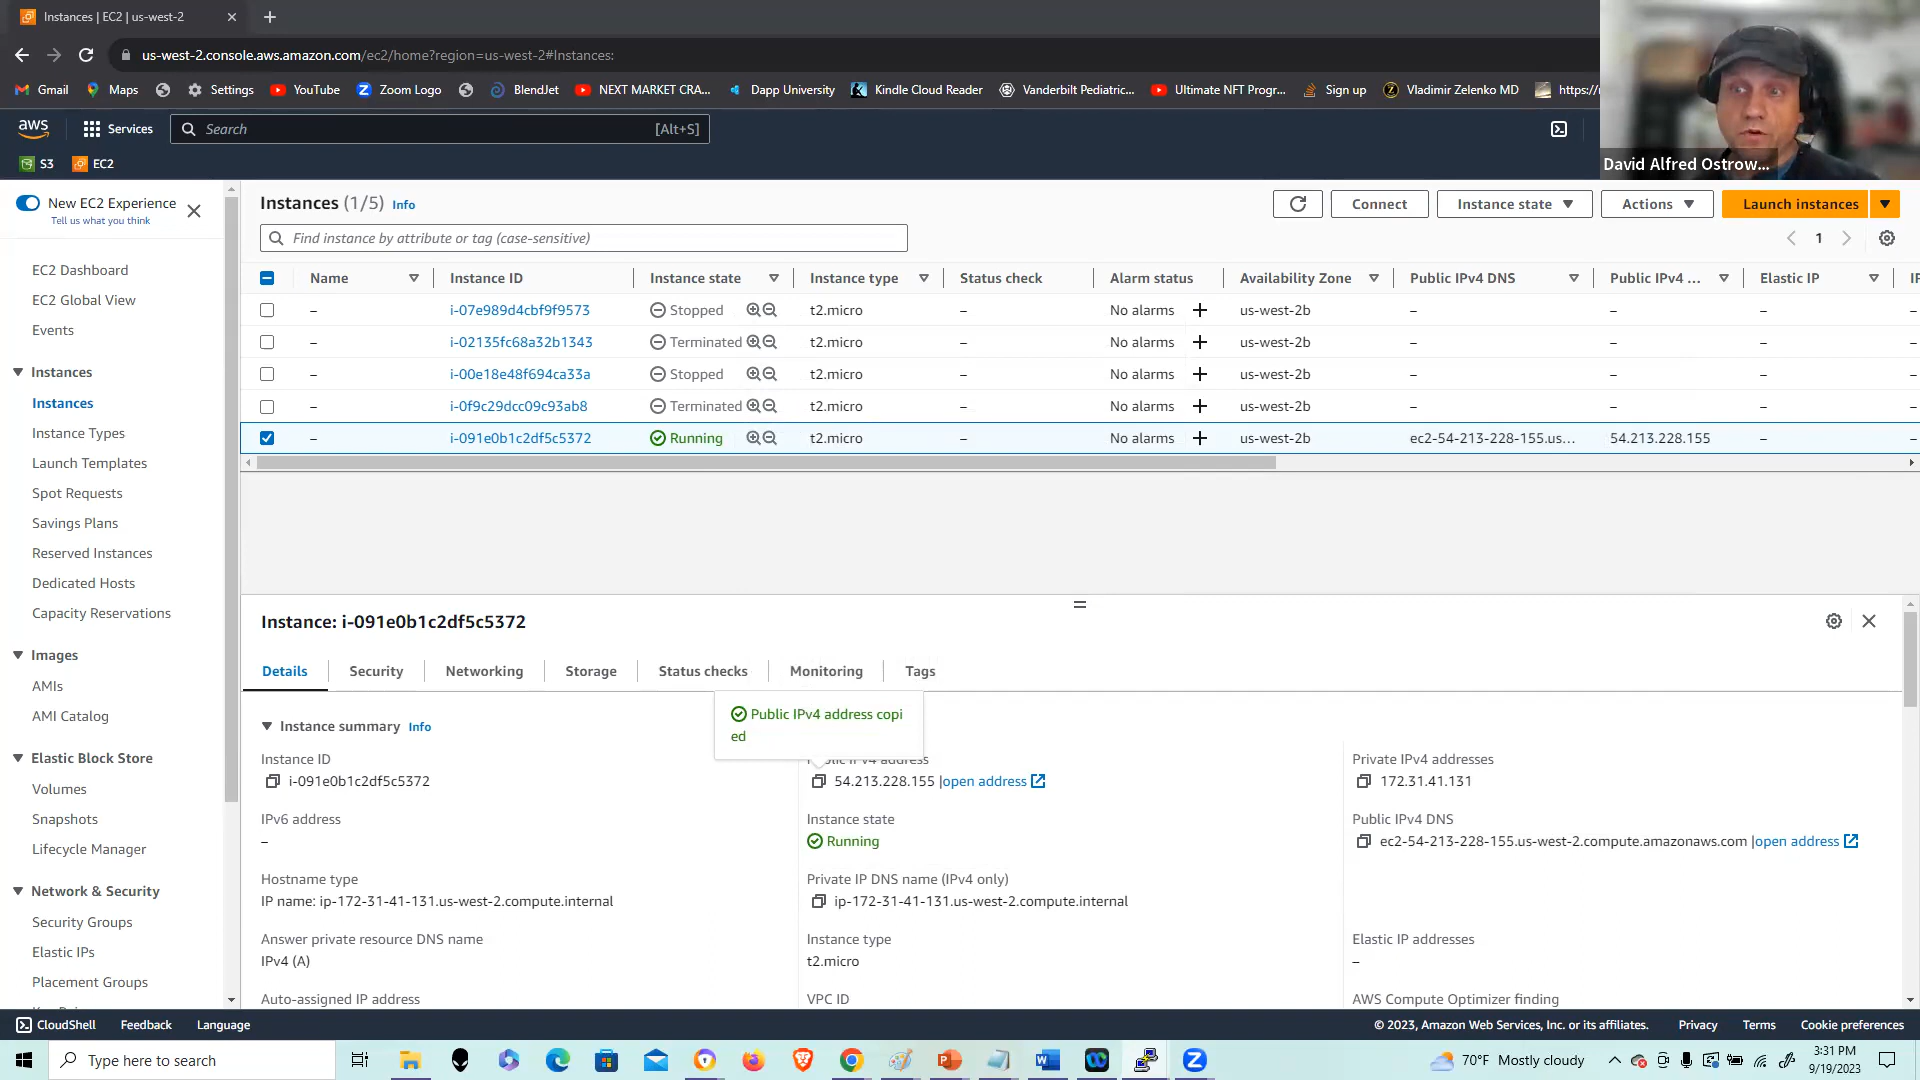 Instances | EC2 | us-west-2
us-west-2.console.aws.amazon.com/ec2/home?region=us-west-2#Instances:
Gmail Maps Settings YouTube Zoom Logo BlendJet NEXT MARKET CRA... Dapp University Kindle Cloud Reader Vanderbilt Pediatric... Ultimate NFT Progr... Sign up Vladimir Zelenko MD https://
aws Services Search [Alt+S]
David Alfred Ostrow...
S3 EC2
New EC2 Experience
Tell us what you think
EC2 Dashboard
EC2 Global View
Events
Instances
Instances
Instance Types
Launch Templates
Spot Requests
Savings Plans
Reserved Instances
Dedicated Hosts
Capacity Reservations
Images
AMIs
AMI Catalog
Elastic Block Store
Volumes
Snapshots
Lifecycle Manager
Network & Security
Security Groups
Elastic IPs
Placement Groups
Instances (1/5) Info
Connect Instance state Actions Launch instances
Find instance by attribute or tag (case-sensitive)
1
Name Instance ID Instance state Instance type Status check Alarm status Availability Zone Public IPv4 DNS Public IPv4 ... Elastic IP
– i-07e989d4cbf9f9573 Stopped t2.micro – No alarms + us-west-2b – – – –
– i-02135fc68a32b1343 Terminated t2.micro – No alarms + us-west-2b – – – –
– i-00e18e48f694ca33a Stopped t2.micro – No alarms + us-west-2b – – – –
– i-0f9c29dcc09c93ab8 Terminated t2.micro – No alarms + us-west-2b – – – –
– i-091e0b1c2df5c5372 Running t2.micro – No alarms + us-west-2b ec2-54-213-228-155.us... 54.213.228.155 – –
Instance: i-091e0b1c2df5c5372
Details Security Networking Storage Status checks Monitoring Tags
Public IPv4 address copi
ed
Instance summary Info
Instance ID
i-091e0b1c2df5c5372
Public IPv4 address
54.213.228.155 |open address
Private IPv4 addresses
172.31.41.131
IPv6 address
–
Instance state
Running
Public IPv4 DNS
ec2-54-213-228-155.us-west-2.compute.amazonaws.com |open address
Hostname type
IP name: ip-172-31-41-131.us-west-2.compute.internal
Private IP DNS name (IPv4 only)
ip-172-31-41-131.us-west-2.compute.internal
Answer private resource DNS name
IPv4 (A)
Instance type
t2.micro
Elastic IP addresses
–
Auto-assigned IP address
VPC ID
AWS Compute Optimizer finding
CloudShell Feedback Language
© 2023, Amazon Web Services, Inc. or its affiliates. Privacy Terms Cookie preferences
Type here to search
70°F Mostly cloudy
3:31 PM
9/19/2023